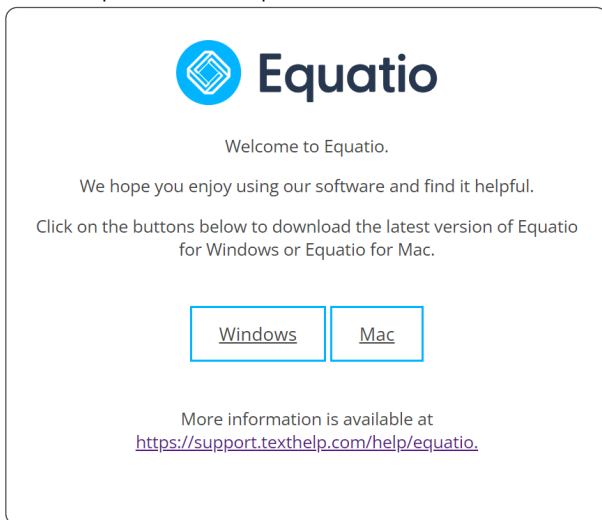 Equatio
Welcome to Equatio.
We hope you enjoy using our software and find it helpful.
Click on the buttons below to download the latest version of Equatio
for Windows or Equatio for Mac.
Windows
Mac
More information is available at
https://support.texthelp.com/help/equatio.